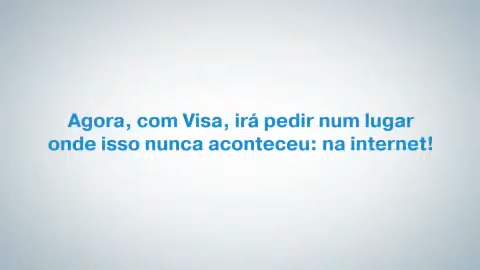 Agora, com Visa, irá pedir num lugar
onde isso nunca aconteceu: na internet!